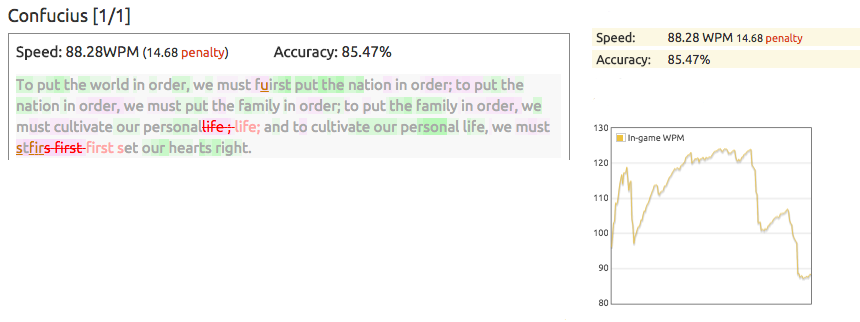 Confucius [1/1]
Speed: 88.28WPM (14.68 penalty) Accuracy: 85.47%
To put the world in order, we must fuirst put the nation in order; to put the
nation in order, we must put the family in order; to put the family in order, we
must cultivate our personallife ; life; and to cultivate our personal life, we must
stfirs first first set our hearts right.
Speed: 88.28 WPM 14.68 penalty
Accuracy: 85.47%
In-game WPM
130
120
110
100
90
80